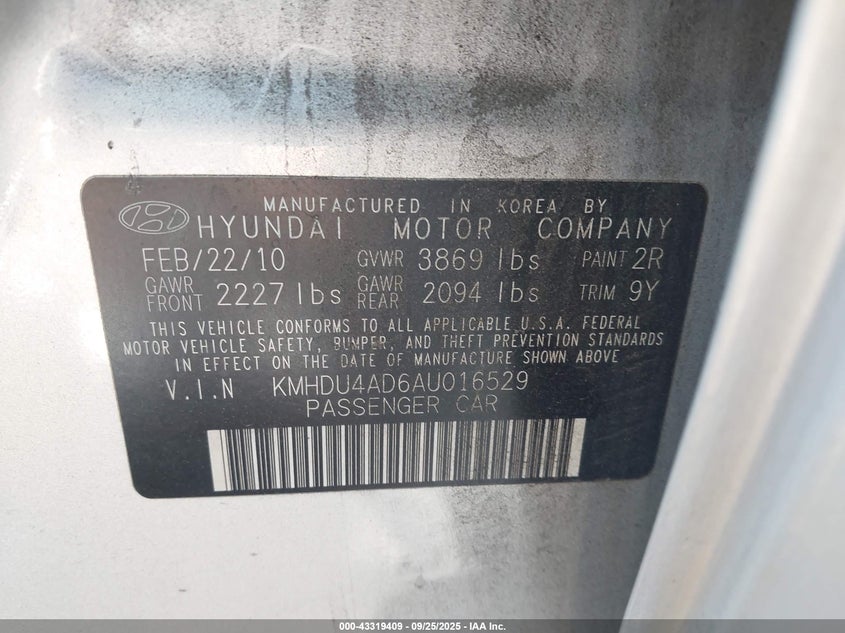 MANUFACTURED IN KOREA BY
HYUNDAI MOTOR COMPANY
FEB/22/10 GVWR 3869 lbs PAINT 2R
GAWR FRONT 2227 lbs GAWR REAR 2094 lbs TRIM 9Y
THIS VEHICLE CONFORMS TO ALL APPLICABLE U.S.A. FEDERAL
MOTOR VEHICLE SAFETY, BUMPER, AND THEFT PREVENTION STANDARDS
IN EFFECT ON THE DATE OF MANUFACTURE SHOWN ABOVE
V.I.N KMHDU4AD6AU016529
PASSENGER CAR
000-43319409 - 09/25/2025 - IAA Inc.